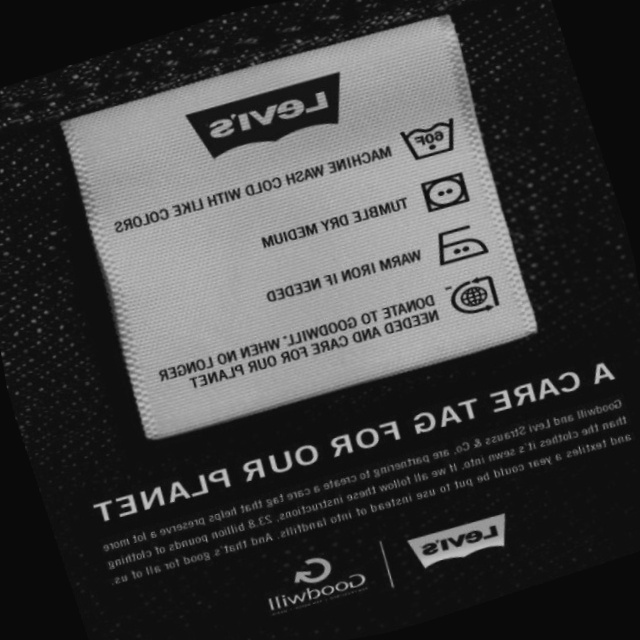 Levi's
60F
MACHINE WASH COLD WITH LIKE COLORS
TUMBLE DRY MEDIUM
WARM IRON IF NEEDED
DONATE TO GOODWILL™ WHEN NO LONGER
NEEDED AND CARE FOR OUR PLANET
A CARE TAG FOR OUR PLANET
Goodwill and Levi Strauss & Co. are partnering to create a care tag that helps preserve a lot more
than the clothes it's sewn into. If we all follow these instructions, 23.8 billion pounds of clothing
and textiles a year could be put to use instead of into landfills. And that's good for all of us.
Levi's
Goodwill